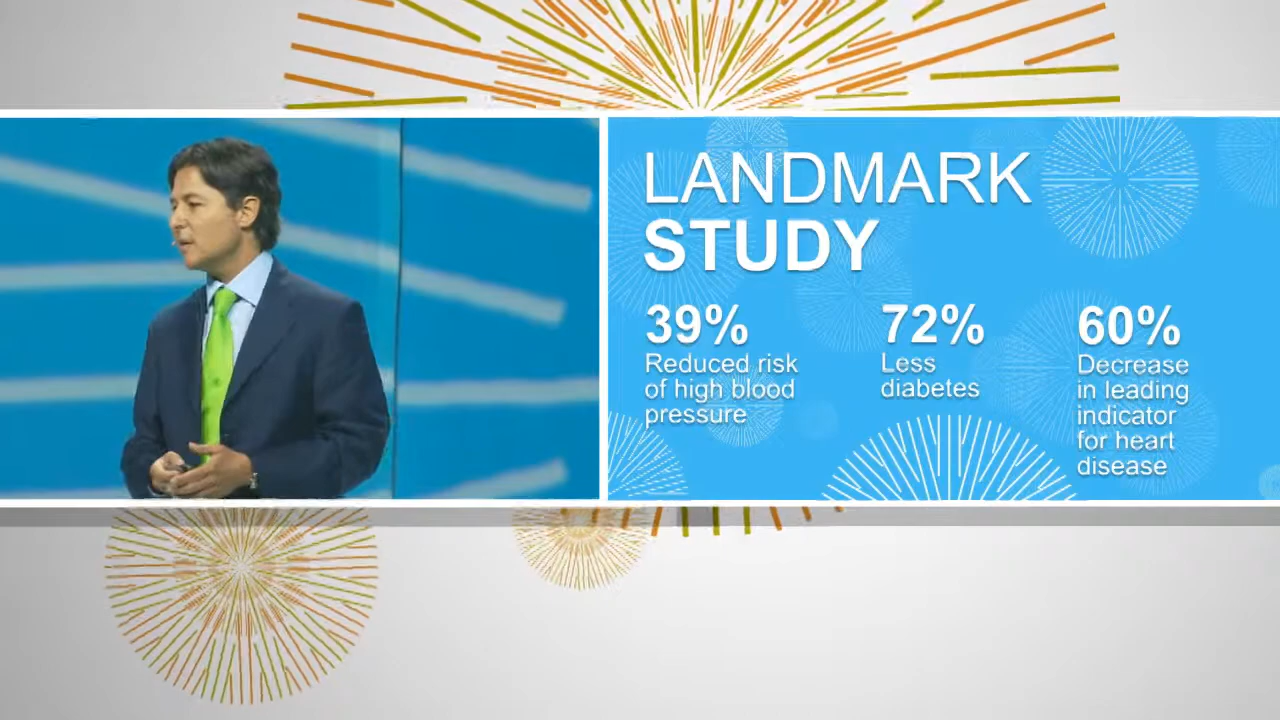 LANDMARK
STUDY
39%
Reduced risk
of high blood
pressure
72%
Less
diabetes
60%
Decrease
in leading
indicator
for heart
disease